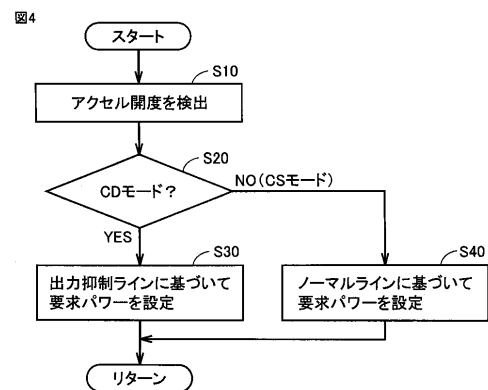 図4
スタート
S10
アクセル開度を検出
S20
CDモード？
NO（CSモード）
YES
S30
出力抑制ラインに基づいて
要求パワーを設定
S40
ノーマルラインに基づいて
要求パワーを設定
リターン